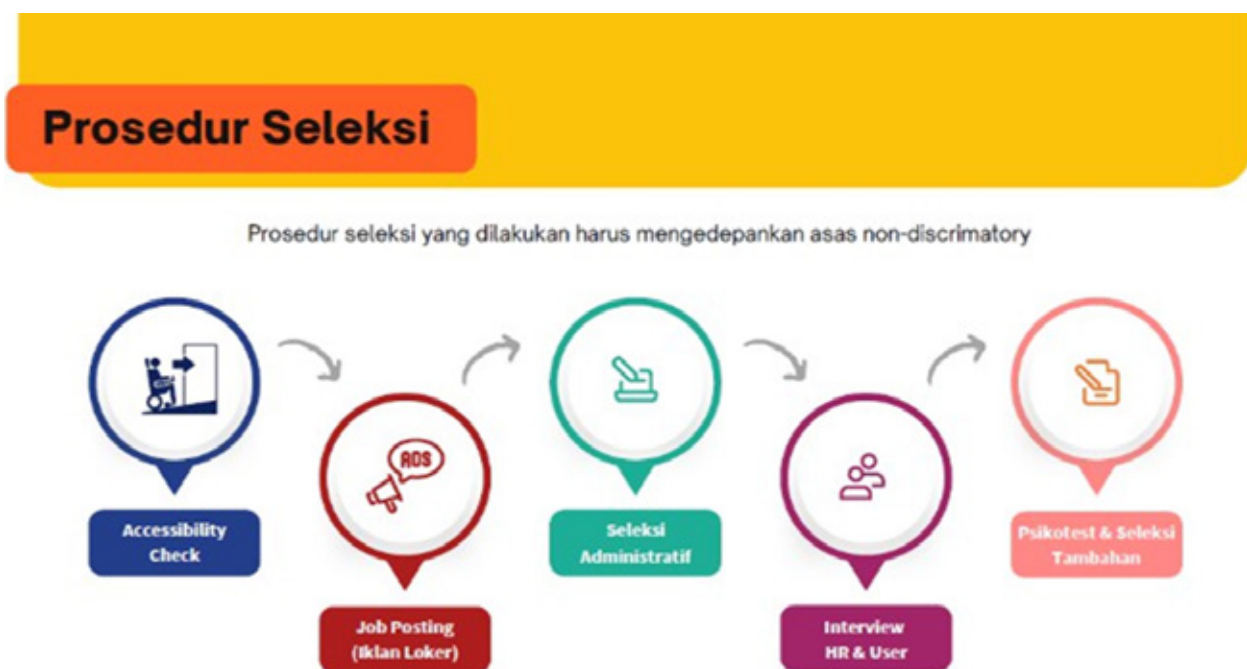 Prosedur Seleksi
Prosedur seleksi yang dilakukan harus mengedepankan asas non-discrimatory
Accessibility
Check
ADS
Job Posting
(Iklan Loker)
Seleksi
Administratif
Interview
HR & User
Psikotest & Seleksi
Tambahan